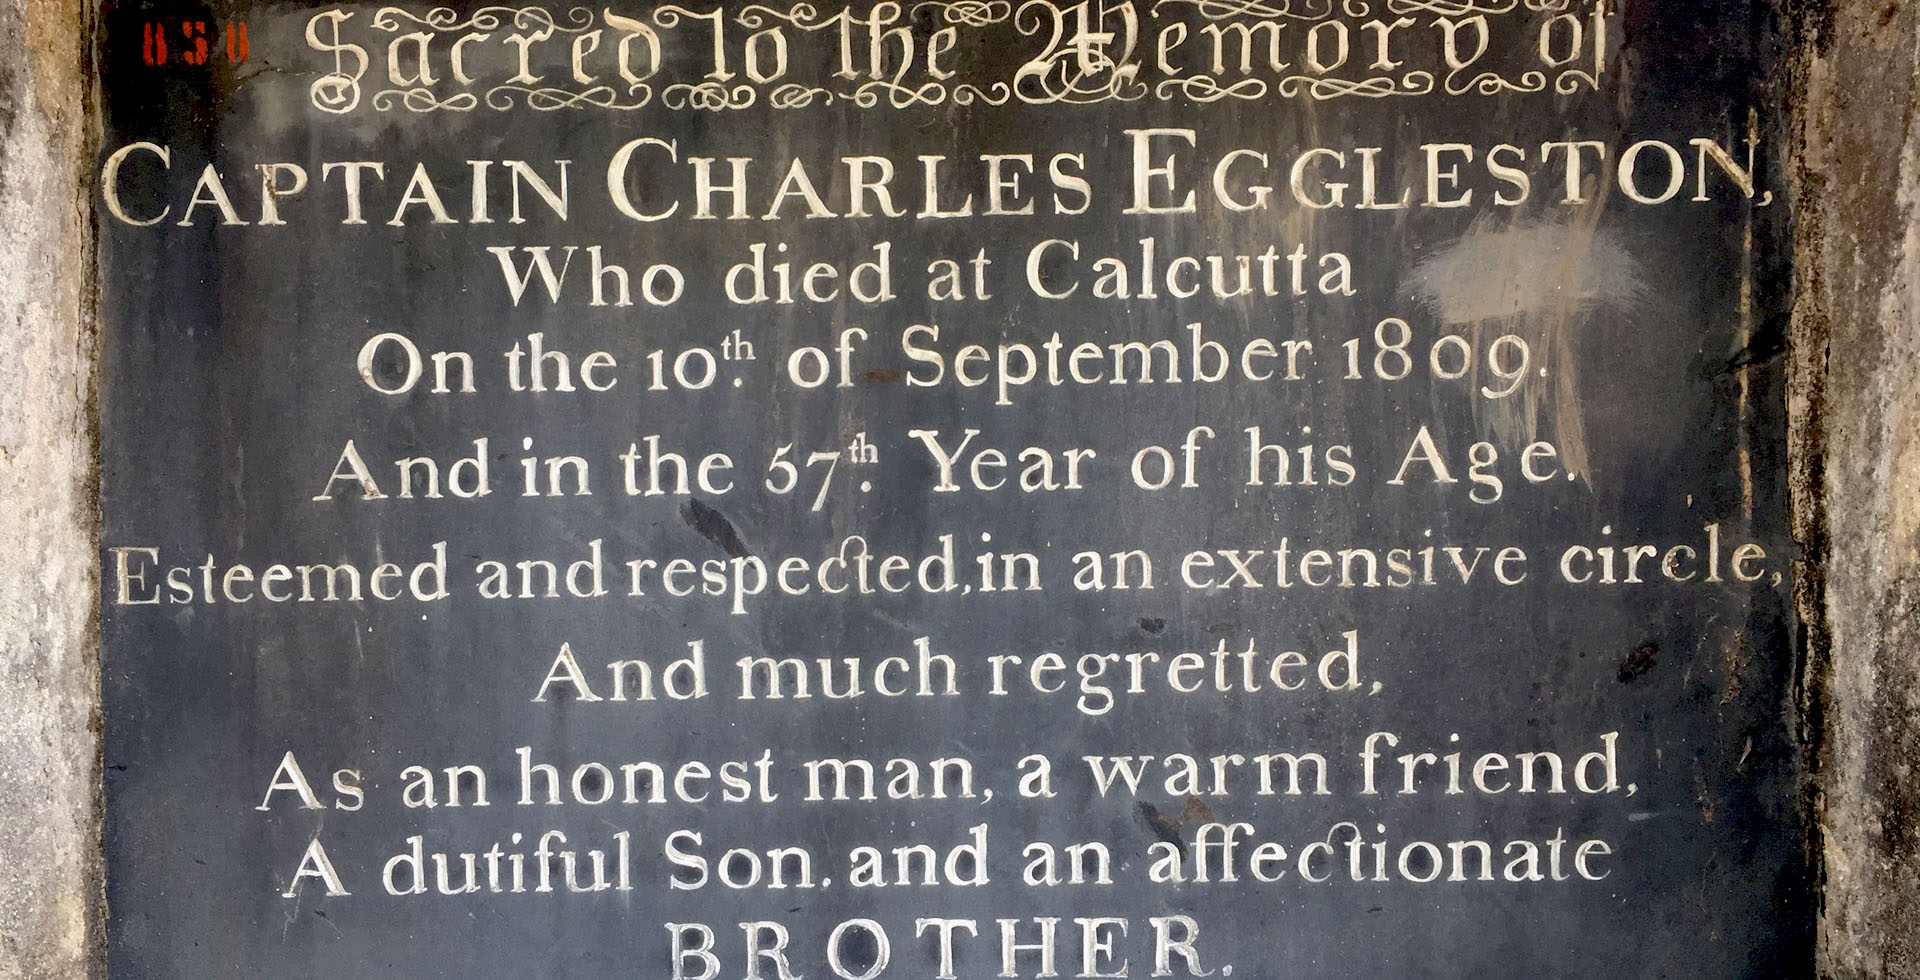 858
Sacred to the Memory of
CAPTAIN CHARLES EGGLESTON,
Who died at Calcutta
On the 10th. of September 1809.
And in the 57th. Year of his Age.
Esteemed and respected, in an extensive circle,
And much regretted,
As an honest man, a warm friend,
A dutiful Son, and an affectionate
BROTHER.